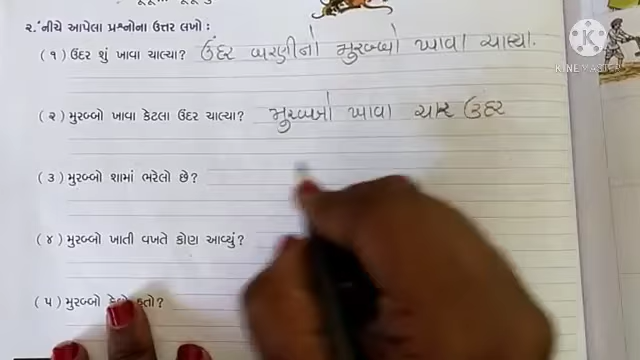 ૨. નીચે આપેલા પ્રશ્નોના ઉત્તર લખો :
(૧) ઉંદર શું ખાવા ચાલ્યા? ઉંદર બરણીનો મુરબ્બો ખાવા ચાલ્યા.
(૨) મુરબ્બો ખાવા કેટલા ઉંદર ચાલ્યા? મુરબ્બો ખાવા ચાર ઉંદર
(૩) મુરબ્બો શામાં ભરેલો છે?
(૪) મુરબ્બો ખાતી વખતે કોણ આવ્યું?
(૫) મુરબ્બો કેવો હતો?
KINEMASTER